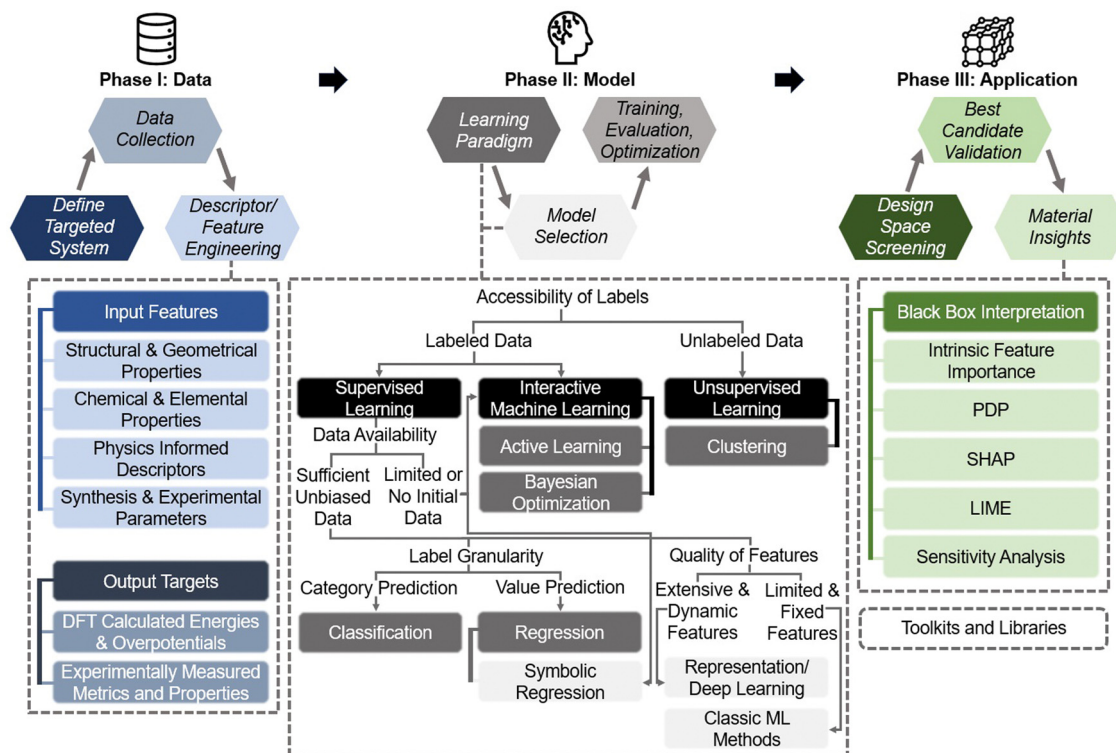 Phase I: Data
Phase II: Model
Phase III: Application
Data
Collection
Define
Targeted
System
Descriptor/
Feature
Engineering
Learning
Paradigm
Training,
Evaluation,
Optimization
Model
Selection
Best
Candidate
Validation
Design
Space
Screening
Material
Insights
Input Features
Structural & Geometrical
Properties
Chemical & Elemental
Properties
Physics Informed
Descriptors
Synthesis & Experimental
Parameters
Output Targets
DFT Calculated Energies
& Overpotentials
Experimentally Measured
Metrics and Properties
Accessibility of Labels
Labeled Data
Unlabeled Data
Supervised
Learning
Interactive
Machine Learning
Unsupervised
Learning
Data Availability
Active Learning
Clustering
Sufficient
Unbiased
Data
Limited or
No Initial
Data
Bayesian
Optimization
Label Granularity
Quality of Features
Category Prediction
Value Prediction
Extensive &
Dynamic
Features
Limited &
Fixed
Features
Classification
Regression
Symbolic
Regression
Representation/
Deep Learning
Classic ML
Methods
Black Box Interpretation
Intrinsic Feature
Importance
PDP
SHAP
LIME
Sensitivity Analysis
Toolkits and Libraries